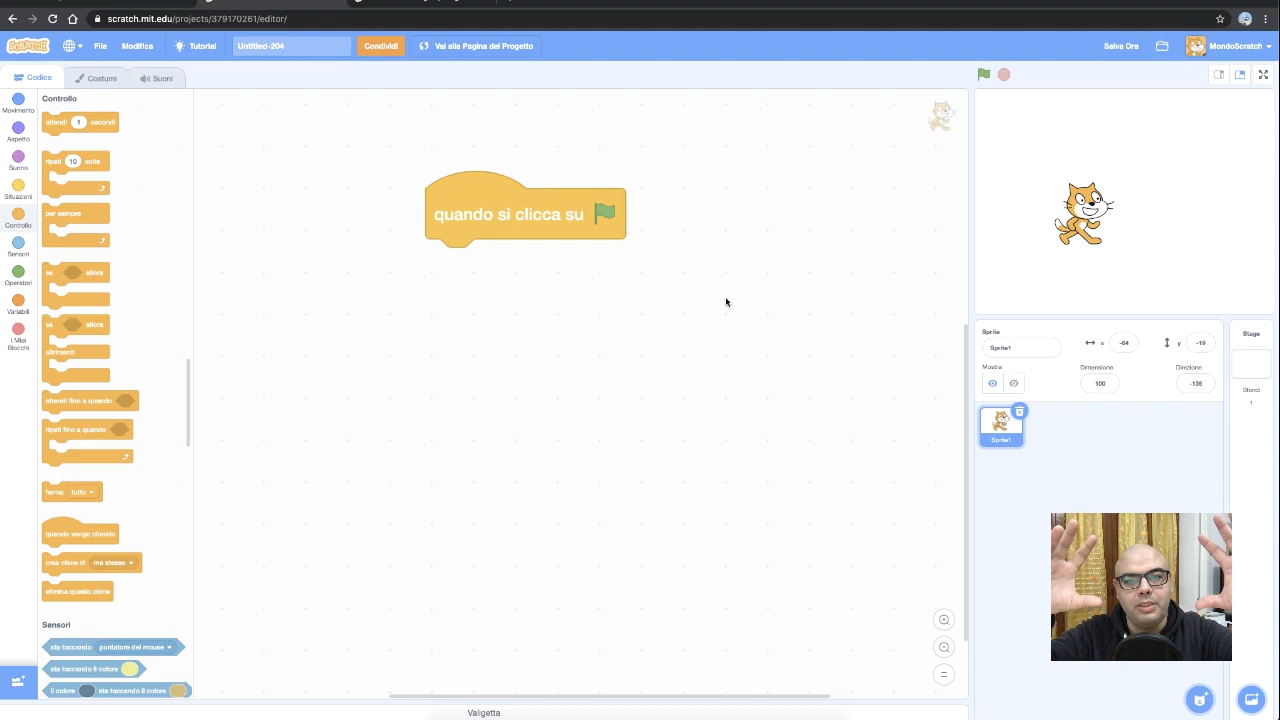 scratch.mit.edu/projects/379170261/editor/
SCRATCH
File
Modifica
Tutorial
Untitled-204
Condividi
Vai alla Pagina del Progetto
Salva Ora
MondoScratch
Codice
Costumi
Suoni
Movimento
Aspetto
Suono
Situazioni
Controllo
Sensori
Operatori
Variabili
I Miei
Blocchi
Controllo
attendi 1 secondi
ripeti 10 volte
per sempre
se allora
se allora
altrimenti
attendi fino a quando
ripeti fino a quando
ferma tutto
quando vengo clonato
crea clone di me stesso
elimina questo clone
Sensori
sta toccando puntatore del mouse
sta toccando il colore
il colore sta toccando il colore
quando si clicca su
Valigetta
Sprite
Sprite1
x -64
y -19
Mostra
Dimensione
100
Direzione
-135
Sprite1
Stage
Sfondi
1